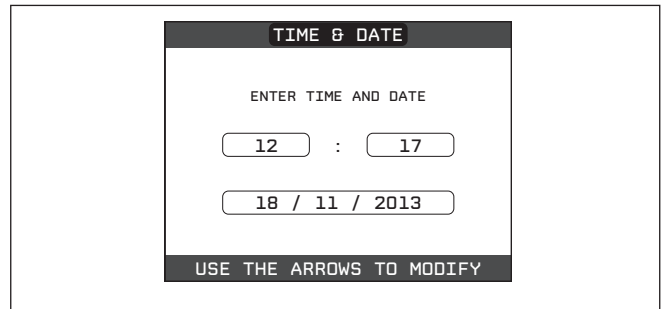 TIME & DATE
ENTER TIME AND DATE
12 : 17
18 / 11 / 2013
USE THE ARROWS TO MODIFY